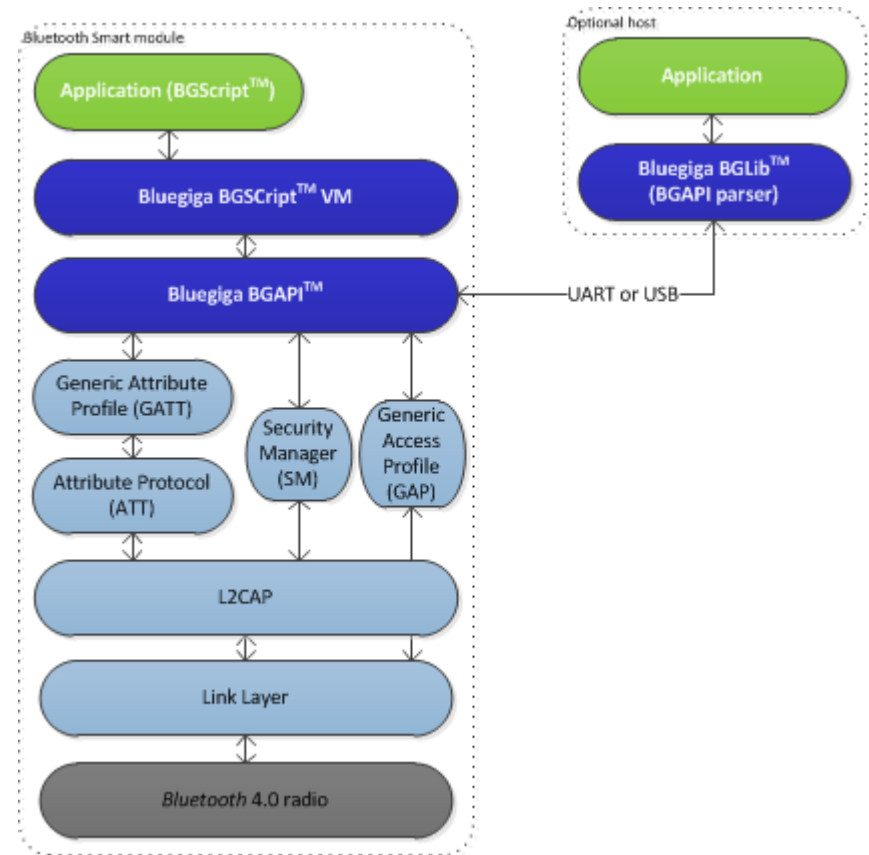 Bluetooth Smart module
Application (BGScript™)
Bluegiga BGSCript™ VM
Bluegiga BGAPI™
Generic Attribute
Profile (GATT)
Attribute Protocol
(ATT)
Security
Manager
(SM)
Generic
Access
Profile
(GAP)
L2CAP
Link Layer
Bluetooth 4.0 radio
Optional host
Application
Bluegiga BGLib™
(BGAPI parser)
UART or USB